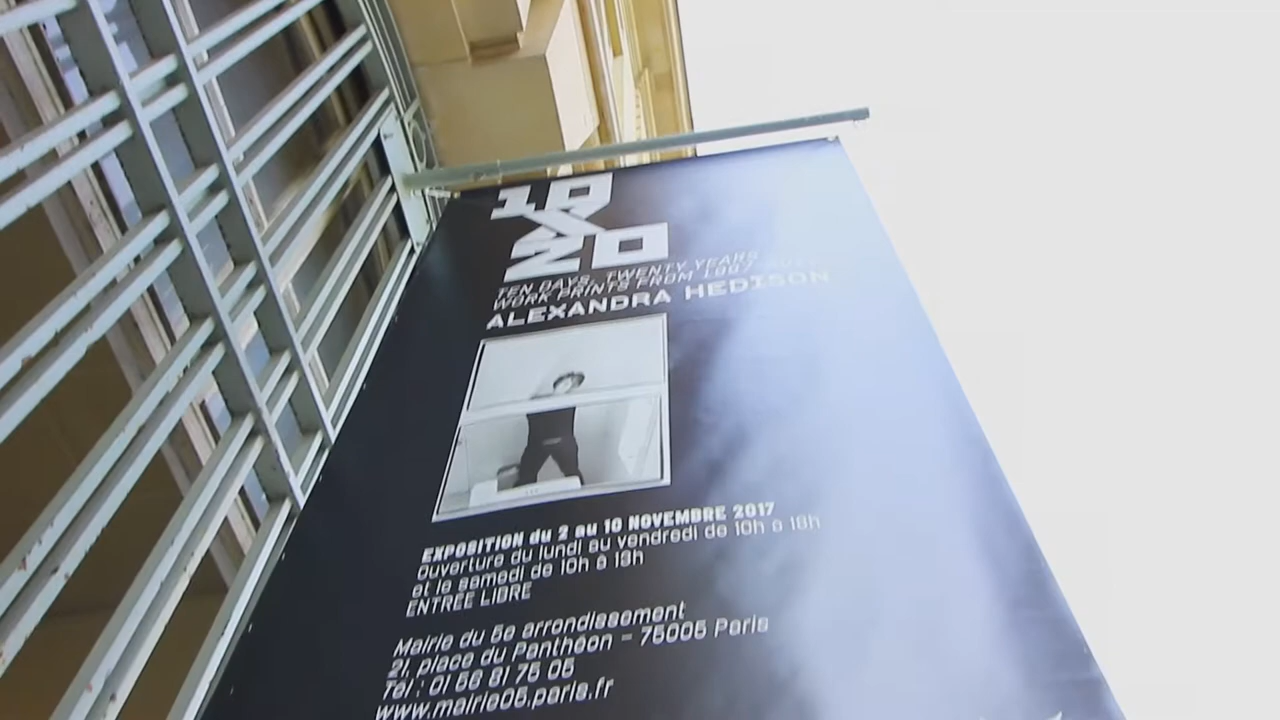 10
X
20
TEN DAYS, TWENTY YEARS
WORK PRINTS FROM 1997
ALEXANDRA HEDISON
EXPOSITION du 2 au 10 NOVEMBRE 2017
Ouverture du lundi au vendredi de 10h à 18h
et le samedi de 10h à 18h
ENTRÉE LIBRE
Mairie du 5e arrondissement
21, place du Panthéon - 75005 Paris
Tél : 01 56 81 75 05
www.mairie05.paris.fr